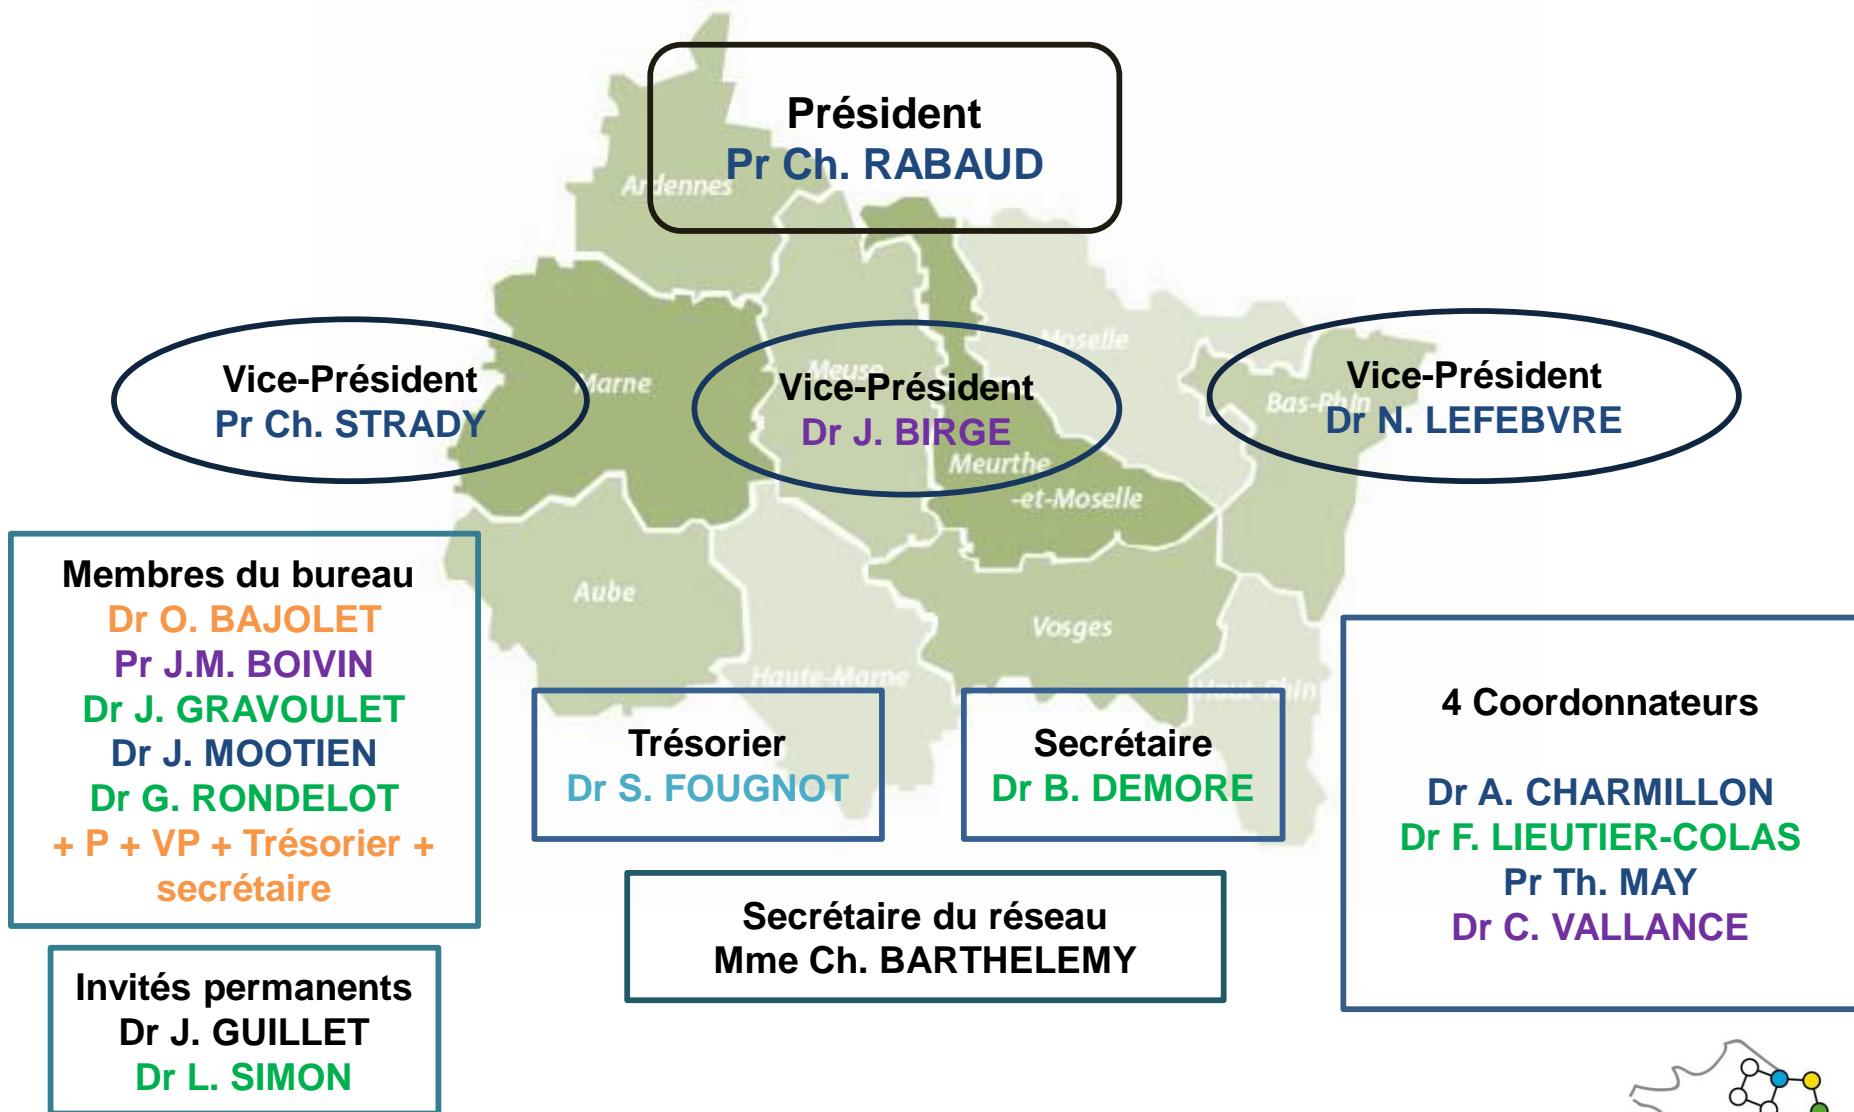 Président
Pr Ch. RABAUD
Ardennes
Vice-Président
Pr Ch. STRADY
Marne
Meuse
Vice-Président
Dr J. BIRGE
Moselle
Vice-Président
Dr N. LEFEBVRE
Bas-Rhin
Meurthe
-et-Moselle
Aube
Vosges
Haute-Marne
Haut-Rhin
Membres du bureau
Dr O. BAJOLET
Pr J.M. BOIVIN
Dr J. GRAVOULET
Dr J. MOOTIEN
Dr G. RONDELOT
+ P + VP + Trésorier +
secrétaire
Trésorier
Dr S. FOUGNOT
Secrétaire
Dr B. DEMORE
4 Coordonnateurs
Dr A. CHARMILLON
Dr F. LIEUTIER-COLAS
Pr Th. MAY
Dr C. VALLANCE
Secrétaire du réseau
Mme Ch. BARTHELEMY
Invités permanents
Dr J. GUILLET
Dr L. SIMON